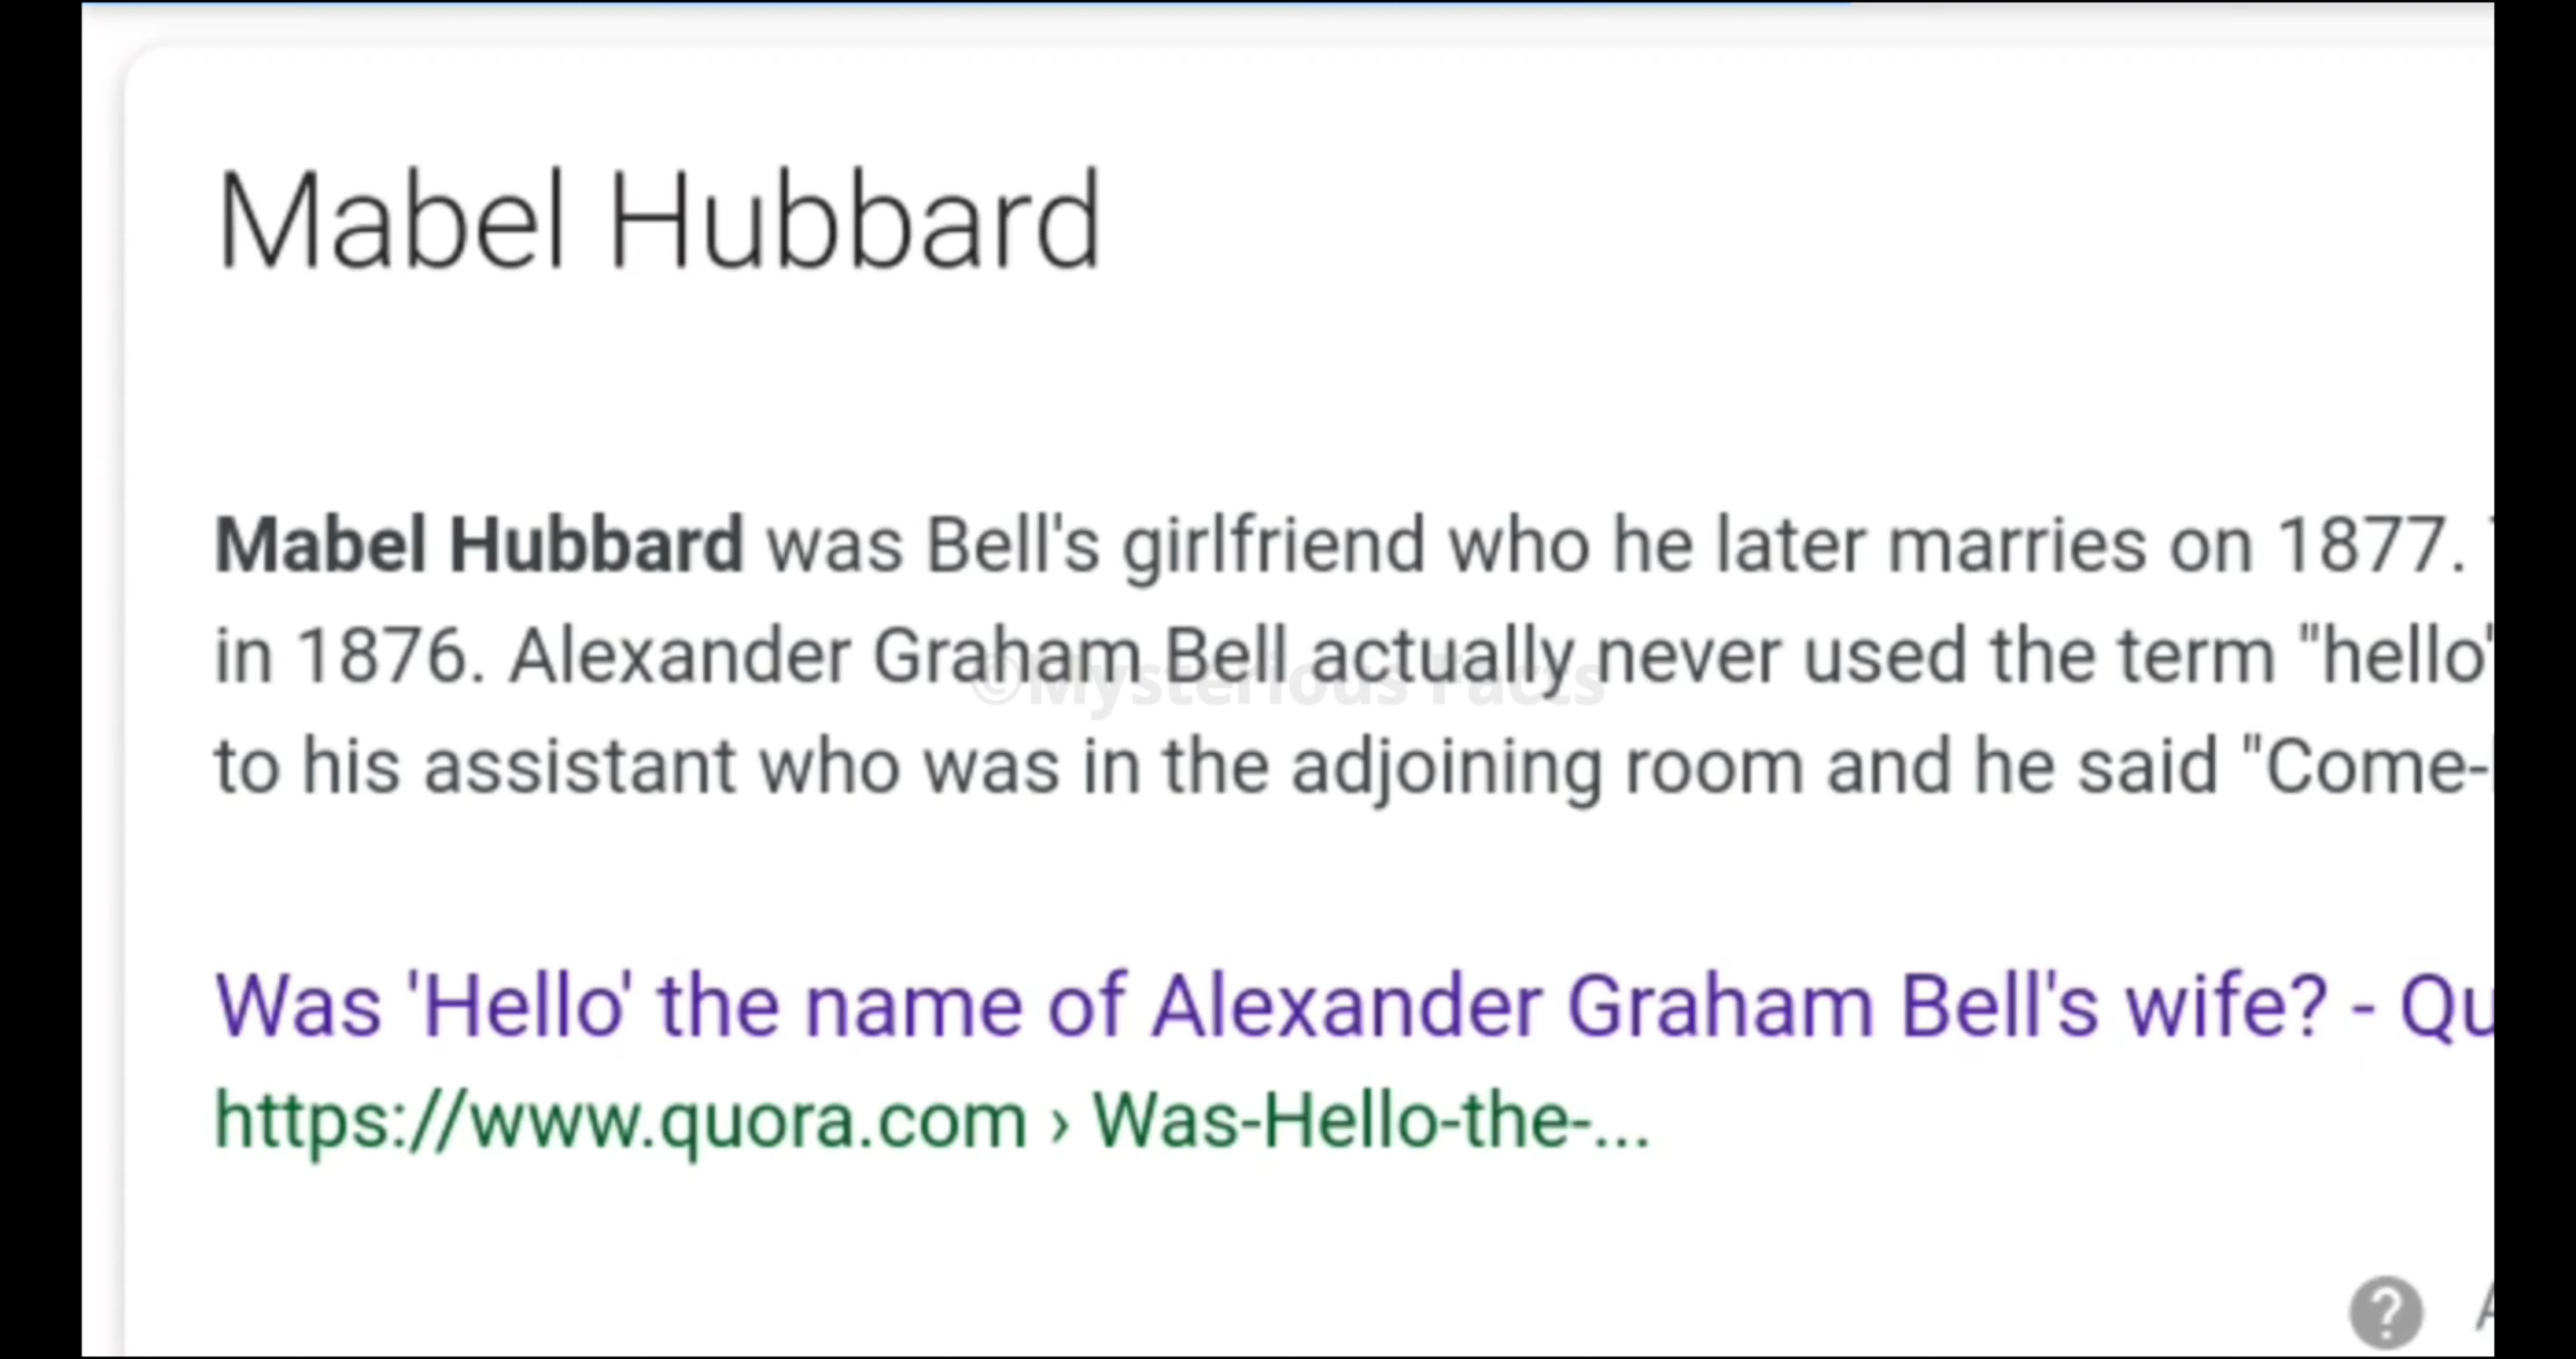 Mabel Hubbard
Mabel Hubbard was Bell's girlfriend who he later marries on 1877.
in 1876. Alexander Graham Bell actually never used the term "hello"
©Mysterious Facts
to his assistant who was in the adjoining room and he said "Come-
Was 'Hello' the name of Alexander Graham Bell's wife? - Qu
https://www.quora.com › Was-Hello-the-...
?